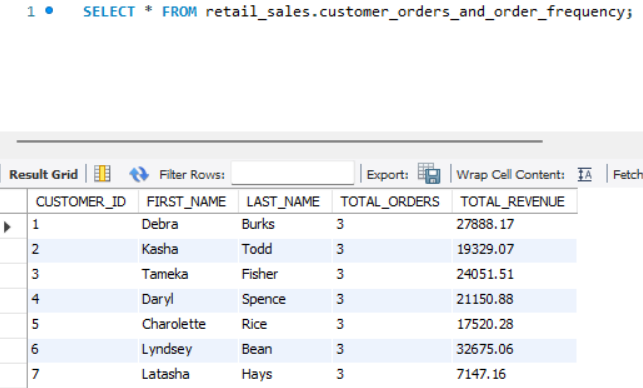 1 SELECT * FROM retail_sales.customer_orders_and_order_frequency;
Result Grid Filter Rows: Export: Wrap Cell Content: Fetch
CUSTOMER_ID FIRST_NAME LAST_NAME TOTAL_ORDERS TOTAL_REVENUE
1 Debra Burks 3 27888.17
2 Kasha Todd 3 19329.07
3 Tameka Fisher 3 24051.51
4 Daryl Spence 3 21150.88
5 Charolette Rice 3 17520.28
6 Lyndsey Bean 3 32675.06
7 Latasha Hays 3 7147.16